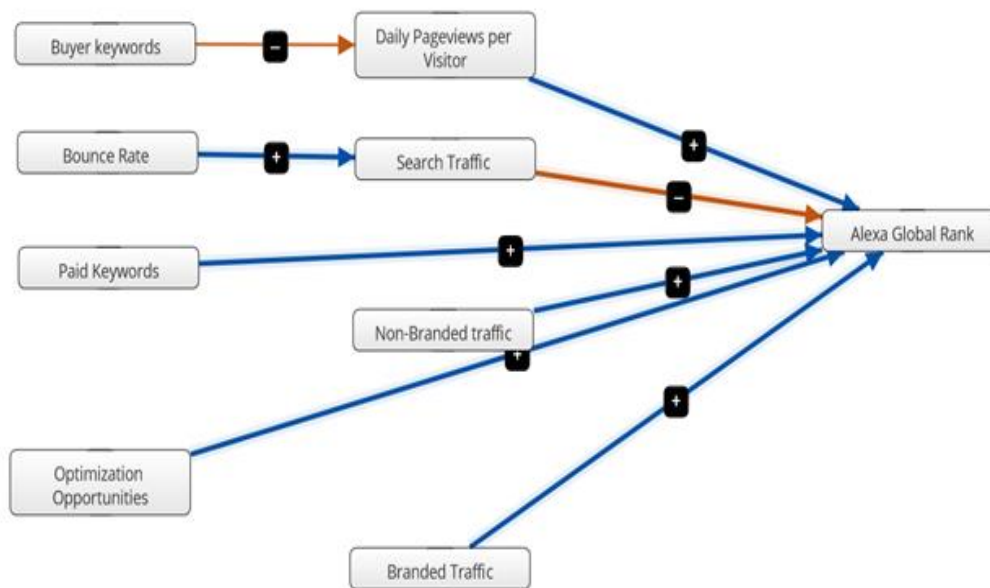 Buyer keywords
−
Daily Pageviews per
Visitor
+
Bounce Rate
+
Search Traffic
−
Alexa Global Rank
Paid Keywords
+
+
Non-Branded traffic
+
+
Optimization
Opportunities
Branded Traffic